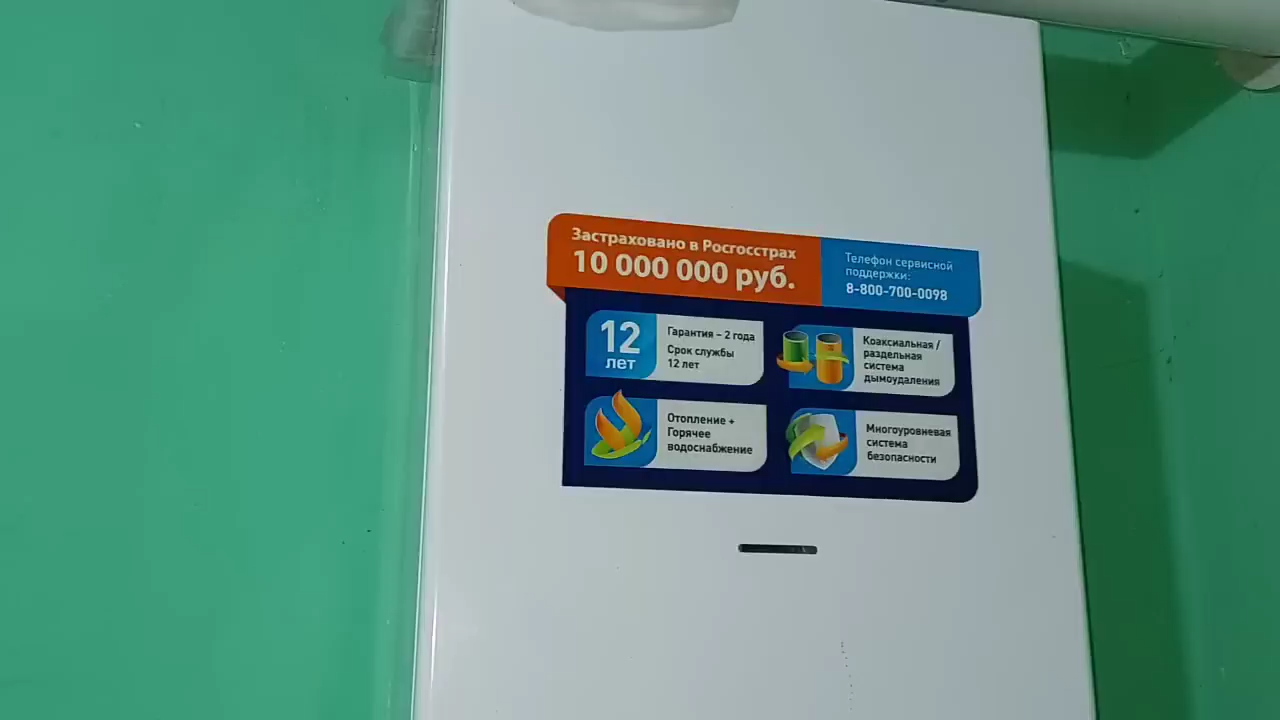 Застраховано в Росгосстрах
10 000 000 руб.
Телефон сервисной
поддержки:
8-800-700-0098
12
лет
Гарантия – 2 года
Срок службы
12 лет
Коаксиальная /
раздельная
система
дымоудаления
Отопление +
Горячее
водоснабжение
Многоуровневая
система
безопасности